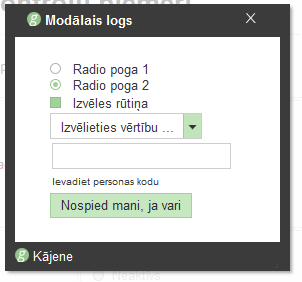 Modālais logs
Radio poga 1
Radio poga 2
Izvēles rūtiņa
Izvēlieties vērtību ...
Ievadiet personas kodu
Nospied mani, ja vari
Kājene
Neaktīvs